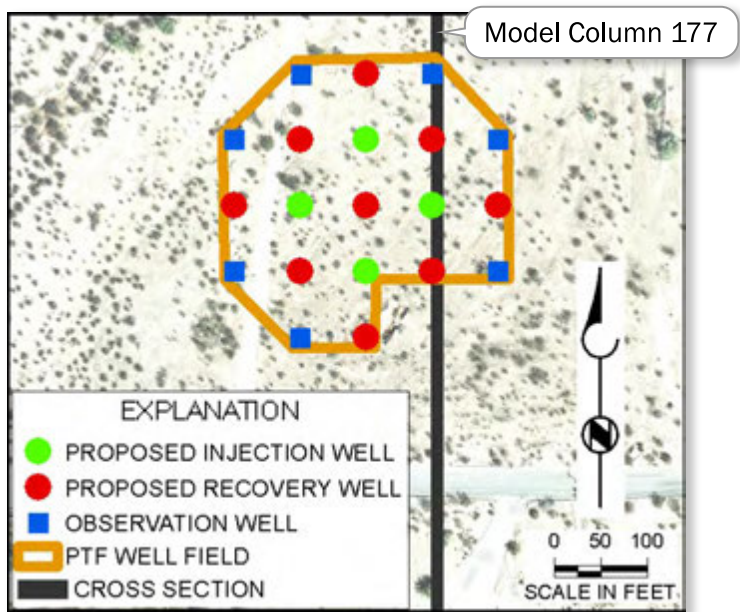 Model Column 177
EXPLANATION
PROPOSED INJECTION WELL
PROPOSED RECOVERY WELL
OBSERVATION WELL
PTF WELL FIELD
CROSS SECTION
N
0 50 100
SCALE IN FEET